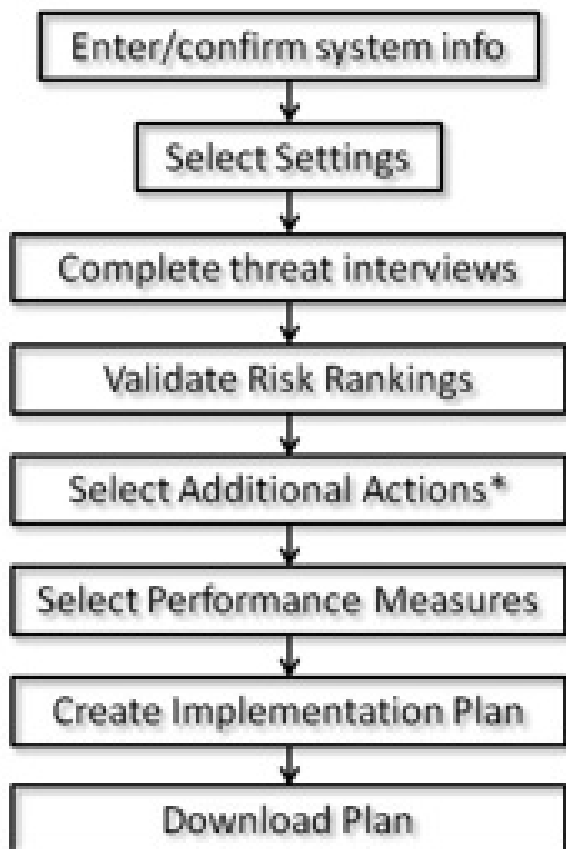 Enter/confirm system info
Select Settings
Complete threat interviews
Validate Risk Rankings
Select Additional Actions*
Select Performance Measures
Create Implementation Plan
Download Plan